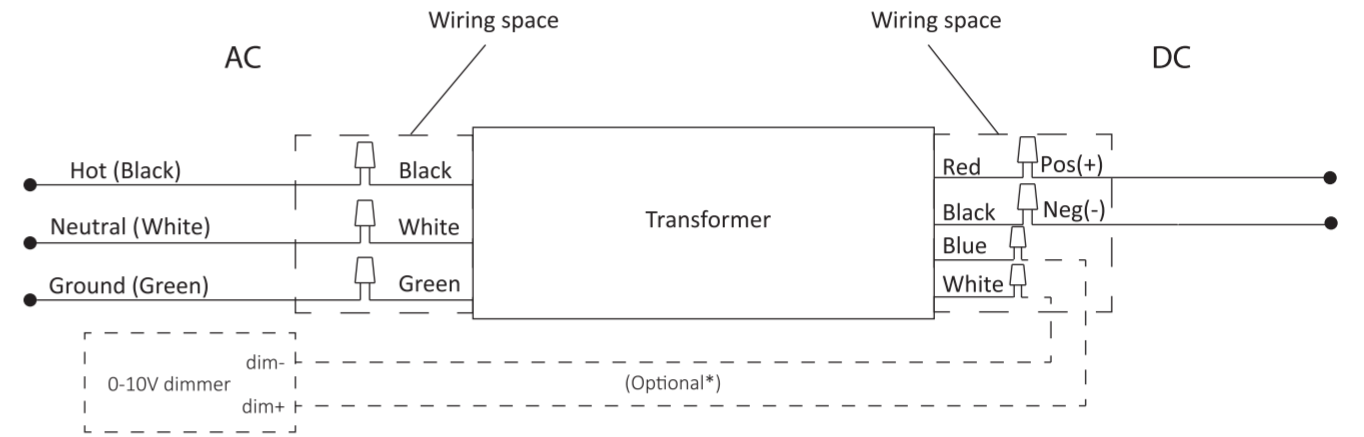 Wiring space
Wiring space
AC
DC
Hot (Black)
Black
Red
Pos(+)
Neutral (White)
White
Transformer
Black
Neg(-)
Blue
Ground (Green)
Green
White
dim-
0-10V dimmer
(Optional*)
dim+